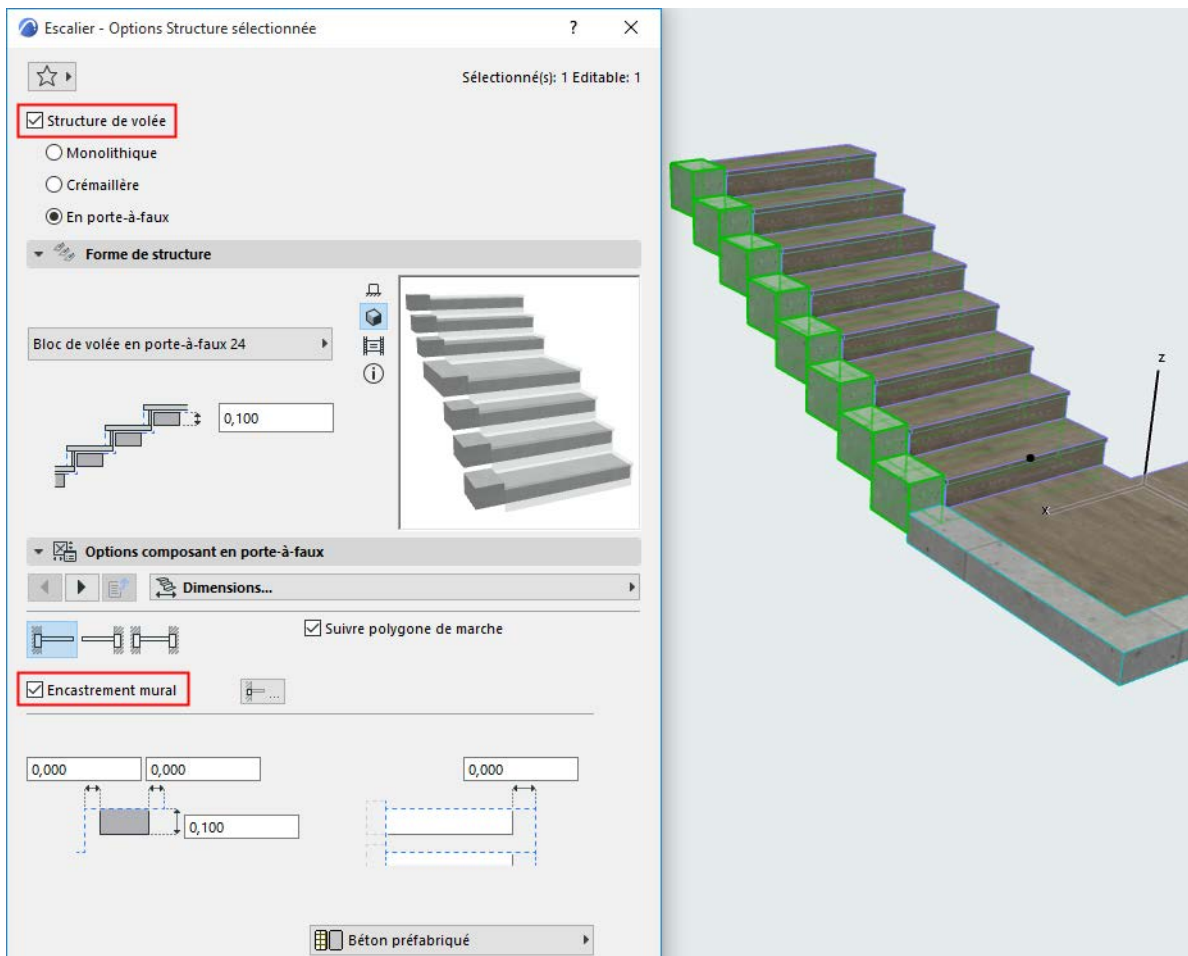 Escalier - Options Structure sélectionnée ?
Sélectionné(s): 1 Editable: 1
Structure de volée
Monolithique
Crémaillère
En porte-à-faux
Forme de structure
Bloc de volée en porte-à-faux 24
0,100
Options composant en porte-à-faux
Dimensions...
Suivre polygone de marche
Encastrement mural
...
0,000 0,000 0,000
0,100
Béton préfabriqué
z
x